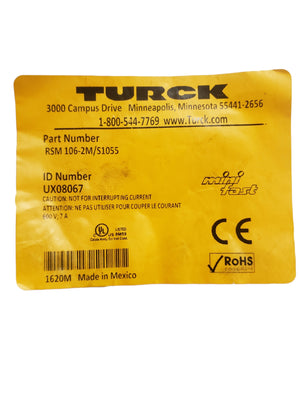 TURCK
3000 Campus Drive Minneapolis, Minnesota 55441-2656
1-800-544-7769 www.Turck.com
Part Number
RSM 106-2M/S1055
ID Number
UX08067
mini fast
CAUTION: NOT FOR INTERRUPTING CURRENT
ATTENTION: NE PAS UTILISER POUR COUPER LE COURANT
600 V, 7 A
UL
LISTED
CE
RoHS
1620M Made in Mexico